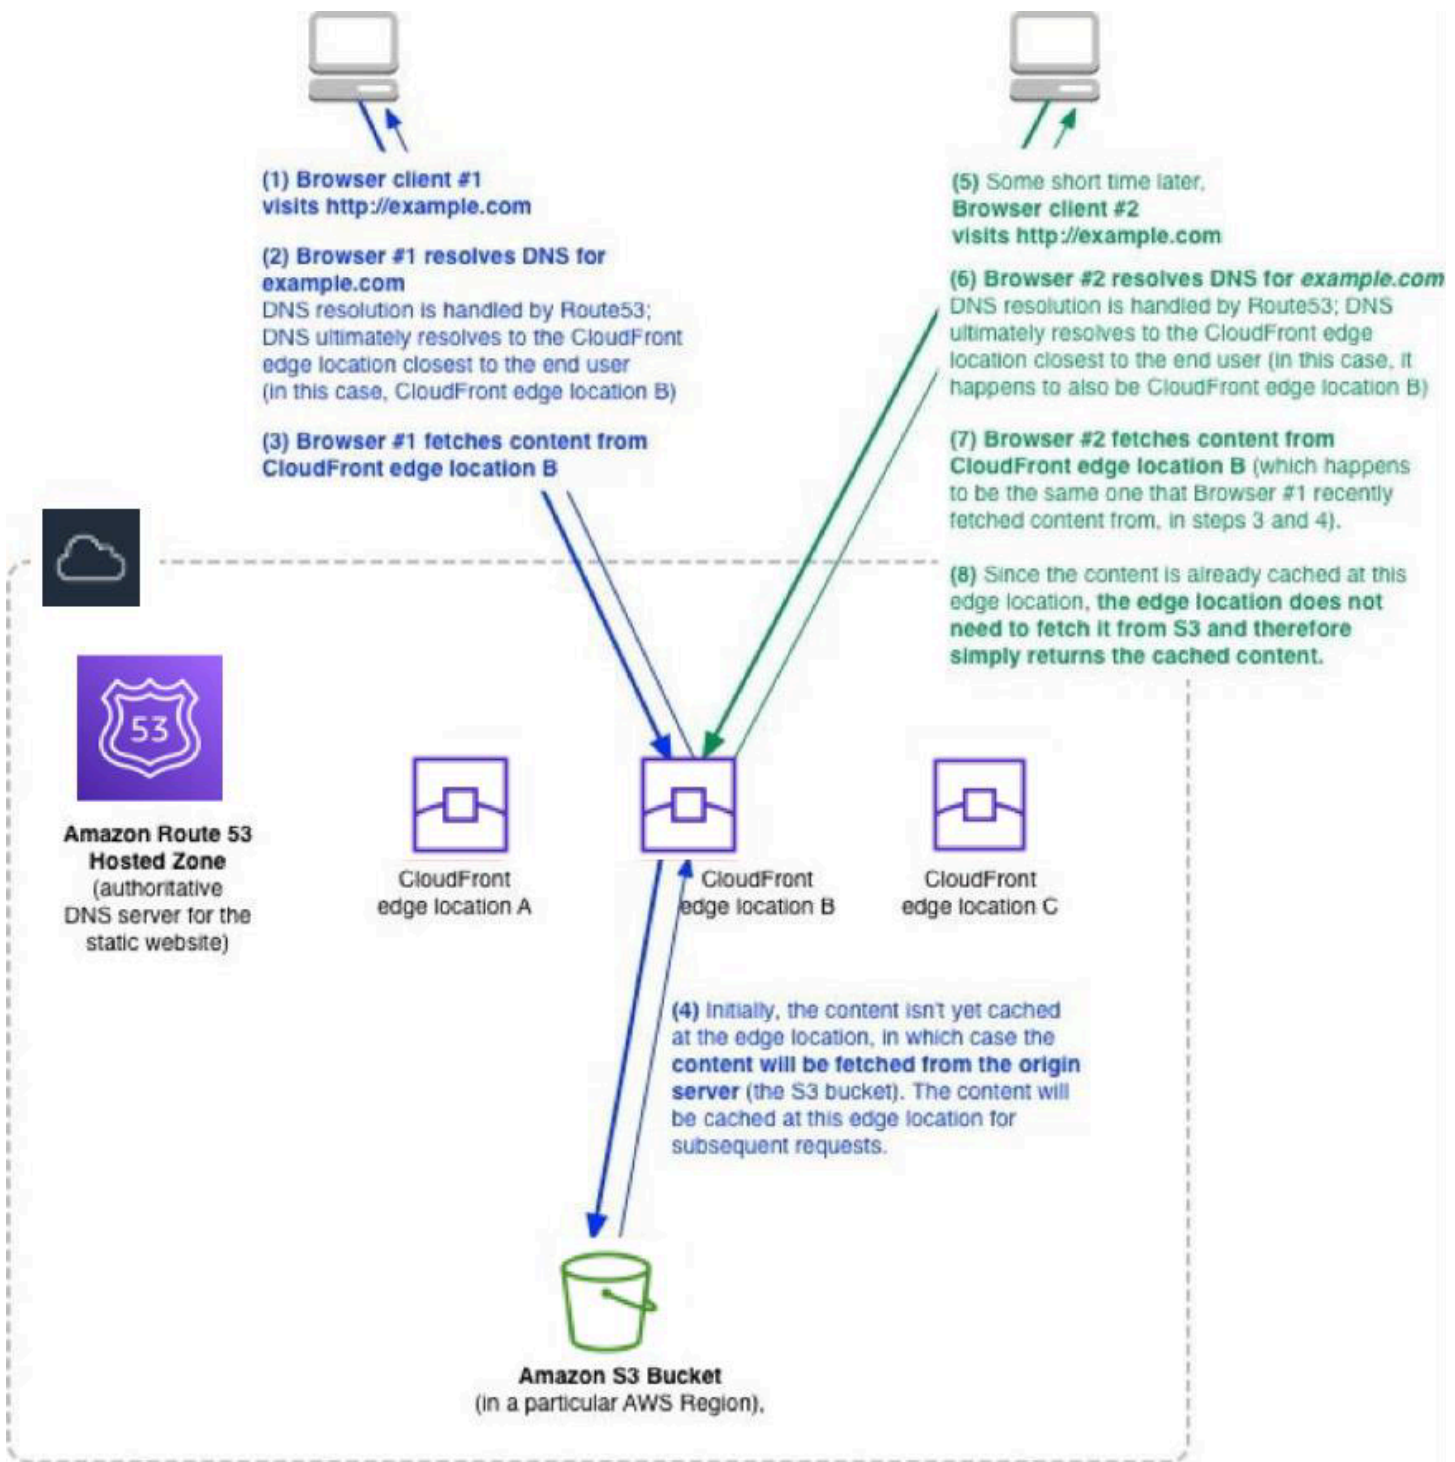 (1) Browser client #1
visits http://example.com
(2) Browser #1 resolves DNS for
example.com
DNS resolution is handled by Route53;
DNS ultimately resolves to the CloudFront
edge location closest to the end user
(in this case, CloudFront edge location B)
(3) Browser #1 fetches content from
CloudFront edge location B
(5) Some short time later,
Browser client #2
visits http://example.com
(6) Browser #2 resolves DNS for example.com
DNS resolution is handled by Route53; DNS
ultimately resolves to the CloudFront edge
location closest to the end user (in this case, it
happens to also be CloudFront edge location B)
(7) Browser #2 fetches content from
CloudFront edge location B (which happens
to be the same one that Browser #1 recently
fetched content from, in steps 3 and 4).
(8) Since the content is already cached at this
edge location, the edge location does not
need to fetch it from S3 and therefore
simply returns the cached content.
53
Amazon Route 53
Hosted Zone
(authoritative
DNS server for the
static website)
CloudFront
edge location A
CloudFront
edge location B
CloudFront
edge location C
(4) Initially, the content isn't yet cached
at the edge location, in which case the
content will be fetched from the origin
server (the S3 bucket). The content will
be cached at this edge location for
subsequent requests.
Amazon S3 Bucket
(in a particular AWS Region),